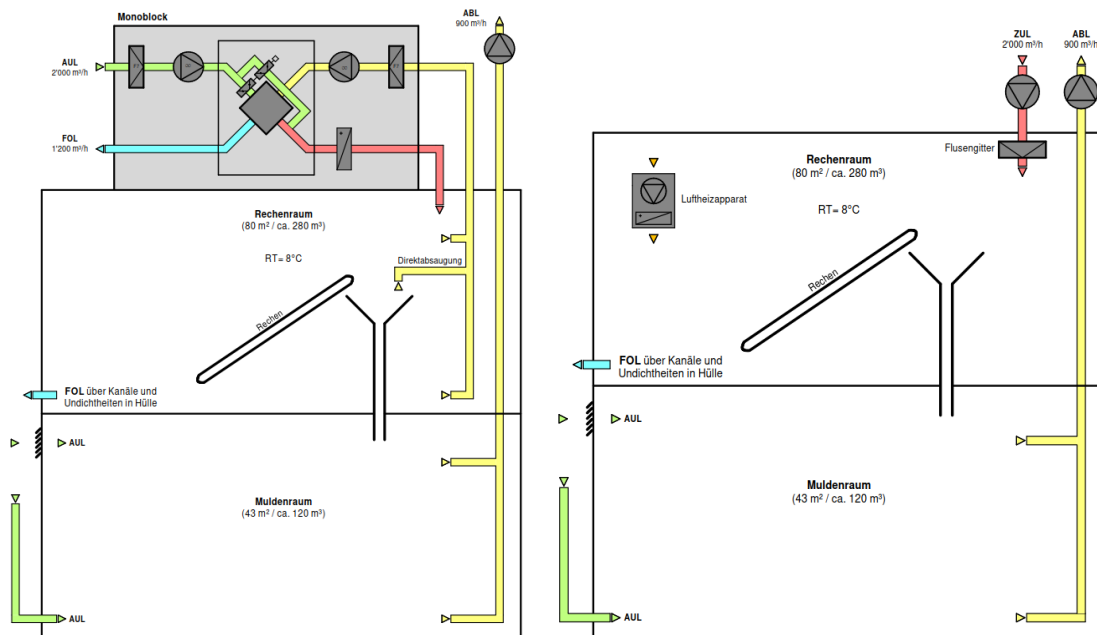 Monoblock
ABL
900 m³/h
AUL
2'000 m³/h
FOL
1'200 m³/h
Rechenraum
(80 m² / ca. 280 m³)
RT= 8°C
Direktabsaugung
Rechen
FOL über Kanäle und
Undichtheiten in Hülle
AUL
Muldenraum
(43 m² / ca. 120 m³)
AUL
ZUL
2'000 m³/h
ABL
900 m³/h
Flusengitter
Rechenraum
(80 m² / ca. 280 m³)
Luftheizapparat
RT= 8°C
Rechen
FOL über Kanäle und
Undichtheiten in Hülle
AUL
Muldenraum
(43 m² / ca. 120 m³)
AUL